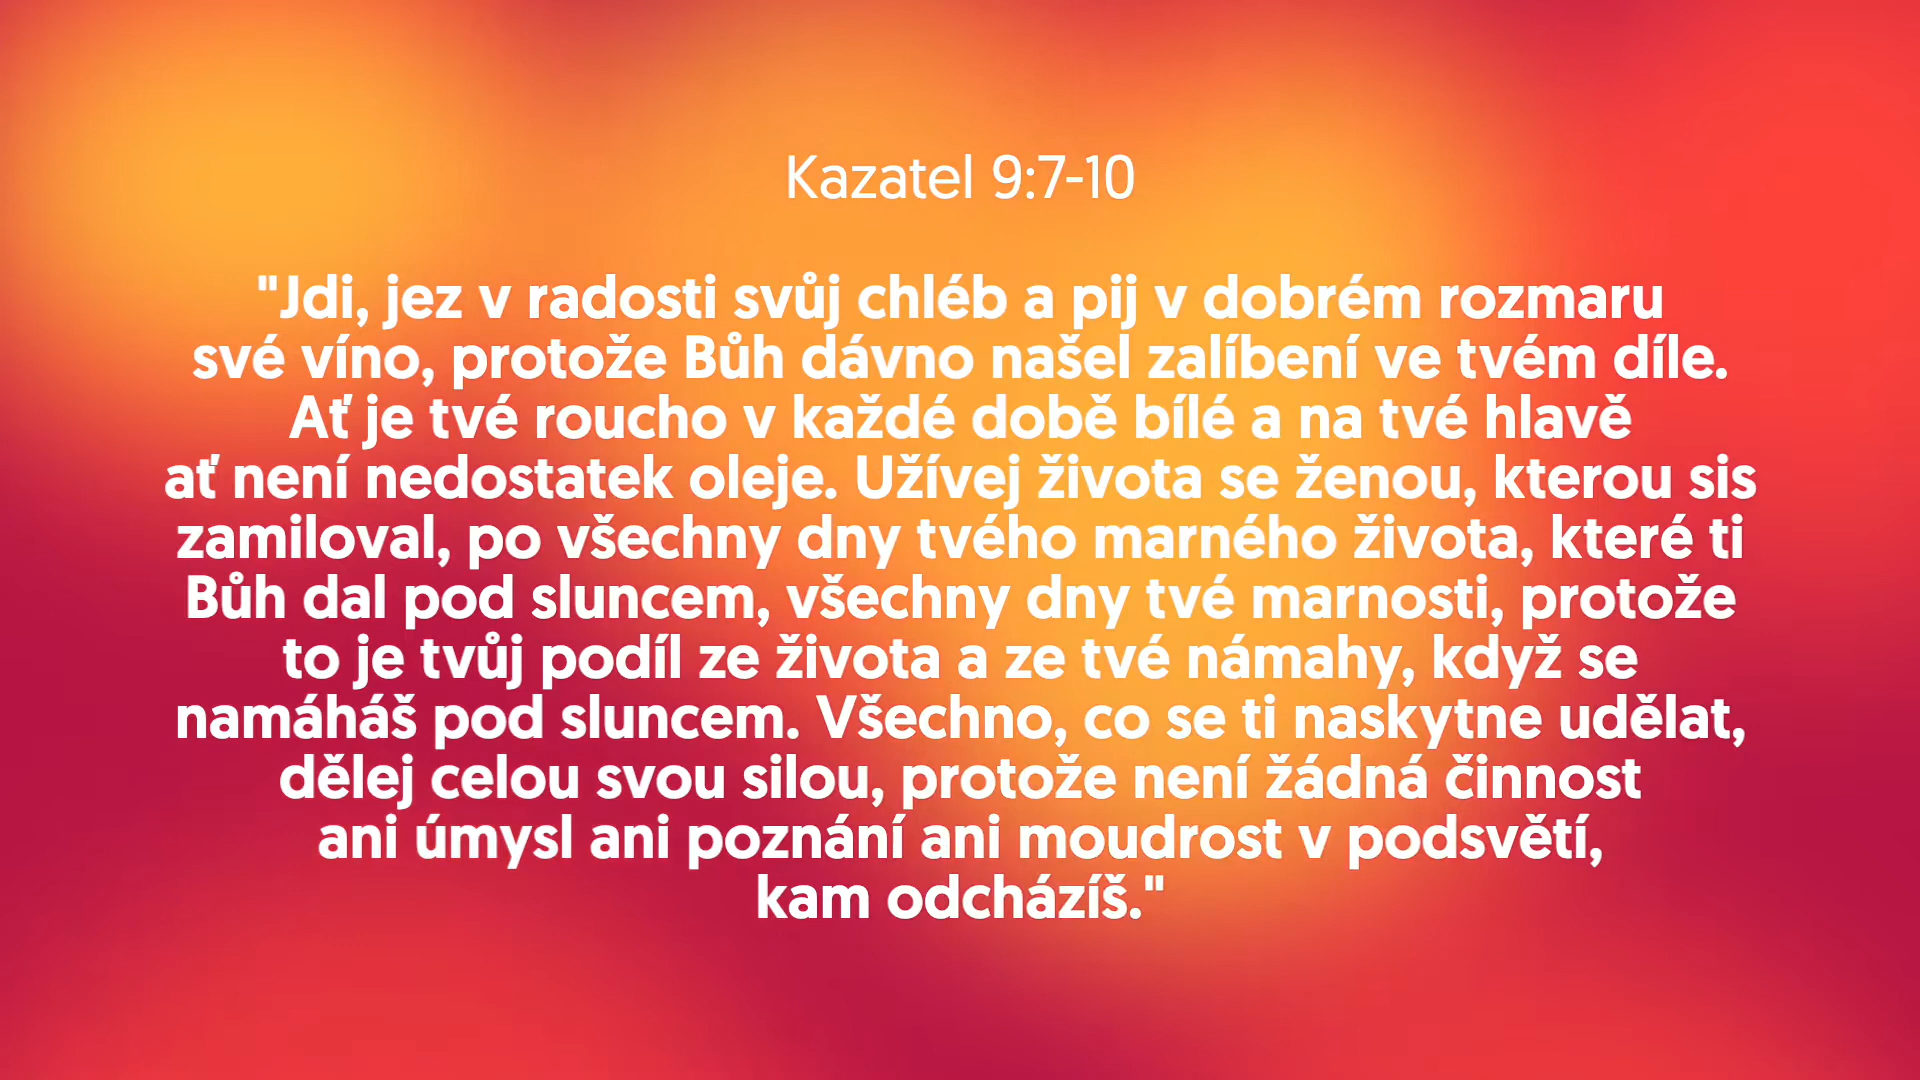 Kazatel 9:7-10
"Jdi, jez v radosti svůj chléb a pij v dobrém rozmaru
své víno, protože Bůh dávno našel zalíbení ve tvém díle.
Ať je tvé roucho v každé době bílé a na tvé hlavě
ať není nedostatek oleje. Užívej života se ženou, kterou sis
zamiloval, po všechny dny tvého marného života, které ti
Bůh dal pod sluncem, všechny dny tvé marnosti, protože
to je tvůj podíl ze života a ze tvé námahy, když se
namáháš pod sluncem. Všechno, co se ti naskytne udělat,
dělej celou svou silou, protože není žádná činnost
ani úmysl ani poznání ani moudrost v podsvětí,
kam odcházíš."